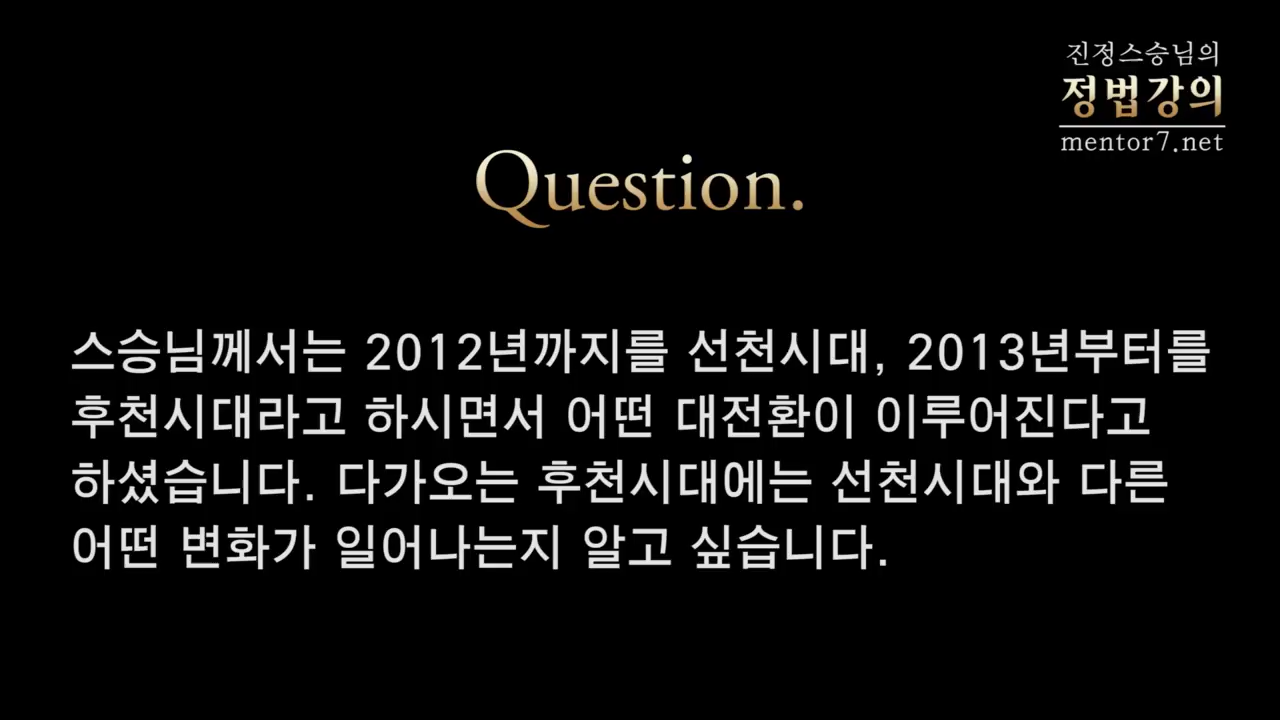 진정스승님의
정법강의
mentor7.net
Question.
스승님께서는 2012년까지를 선천시대, 2013년부터를
후천시대라고 하시면서 어떤 대전환이 이루어진다고
하셨습니다. 다가오는 후천시대에는 선천시대와 다른
어떤 변화가 일어나는지 알고 싶습니다.